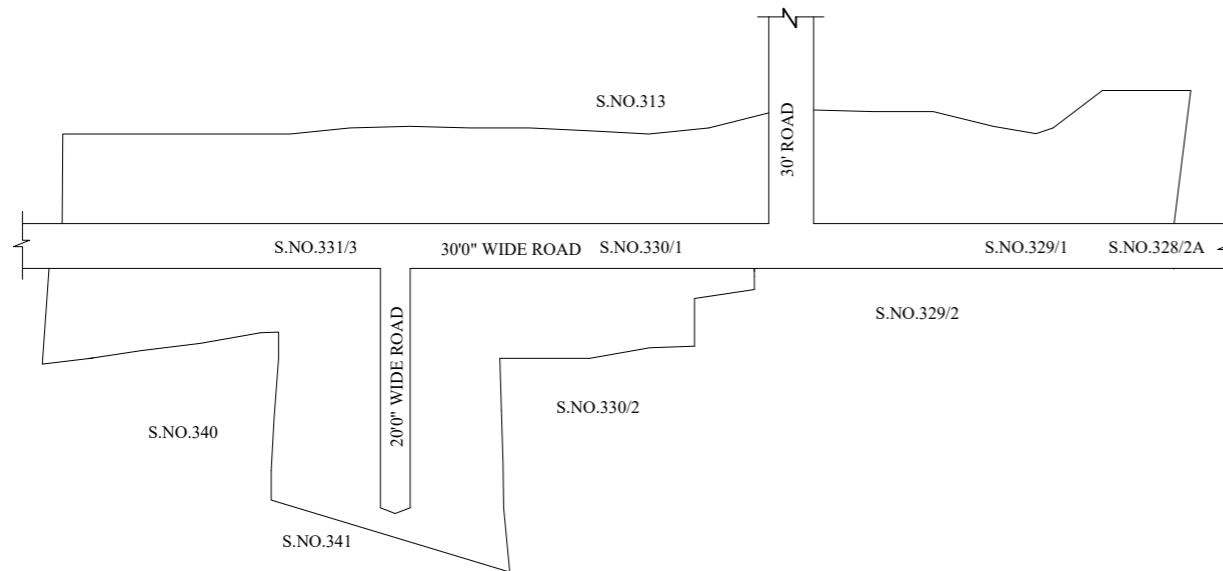 S.NO.313
30' ROAD
S.NO.331/3
30'0" WIDE ROAD
S.NO.330/1
S.NO.329/1
S.NO.328/2A
S.NO.329/2
20'0" WIDE ROAD
S.NO.330/2
S.NO.340
S.NO.341